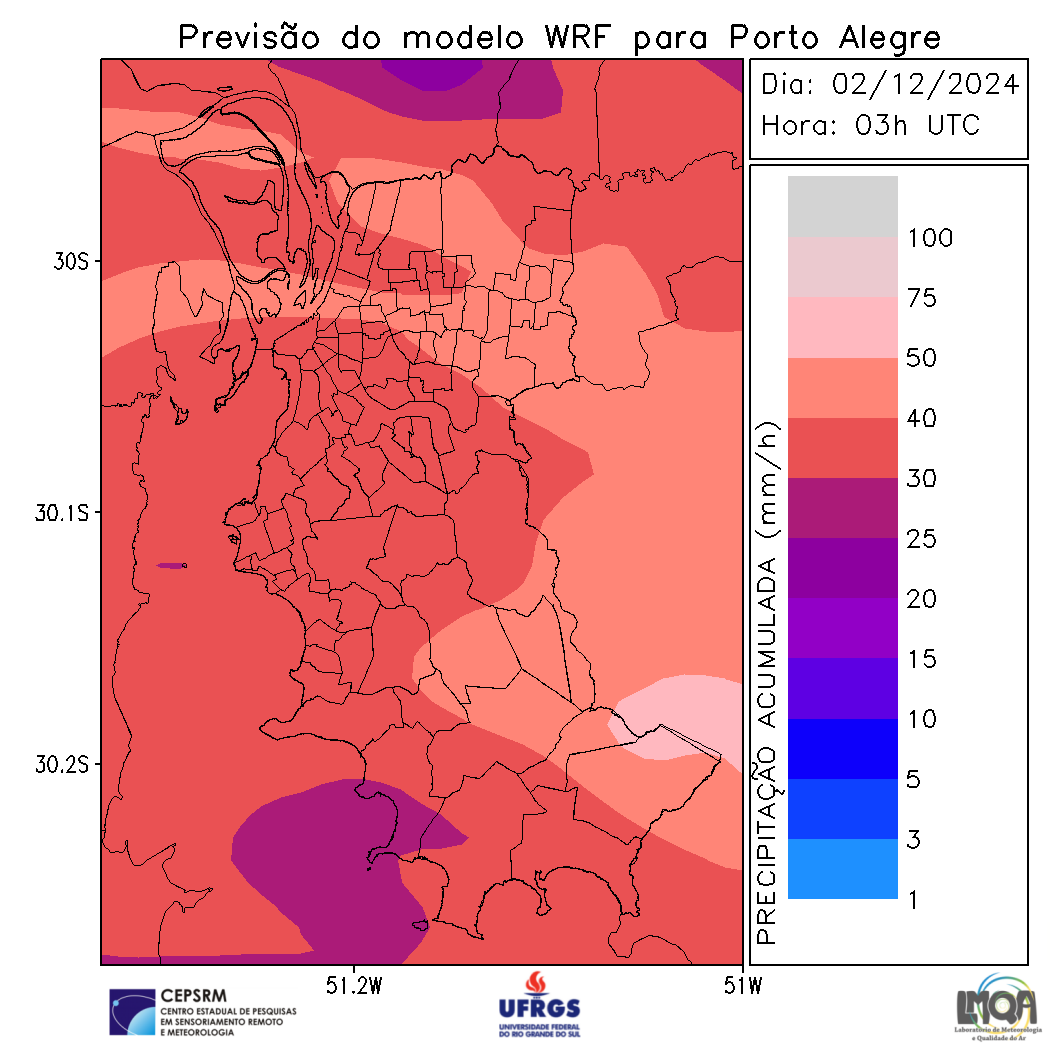 Previsão do modelo WRF para Porto Alegre
Dia: 02/12/2024
Hora: 03h UTC
30S
30.1S
30.2S
51.2W
51W
PRECIPITAÇÃO ACUMULADA (mm/h)
100
75
50
40
30
25
20
15
10
5
3
1
CEPSRM
CENTRO ESTADUAL DE PESQUISAS
EM SENSORIAMENTO REMOTO
E METEOROLOGIA
UFRGS
UNIVERSIDADE FEDERAL
DO RIO GRANDE DO SUL
LMQA
Laboratório de Meteorologia
e Qualidade do Ar